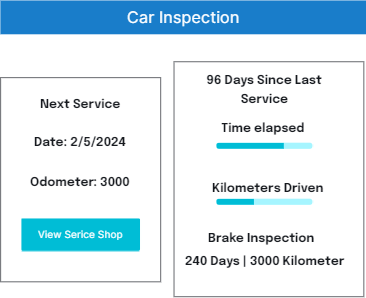 Car Inspection
Next Service
Date: 2/5/2024
Odometer: 3000
View Serice Shop
96 Days Since Last
Service
Time elapsed
Kilometers Driven
Brake Inspection
240 Days | 3000 Kilometer